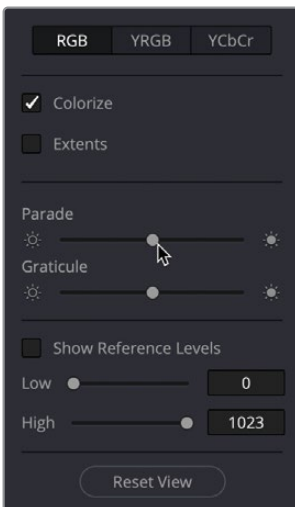 RGB YRGB YCbCr
Colorize
Extents
Parade
Graticule
Show Reference Levels
Low 0
High 1023
Reset View